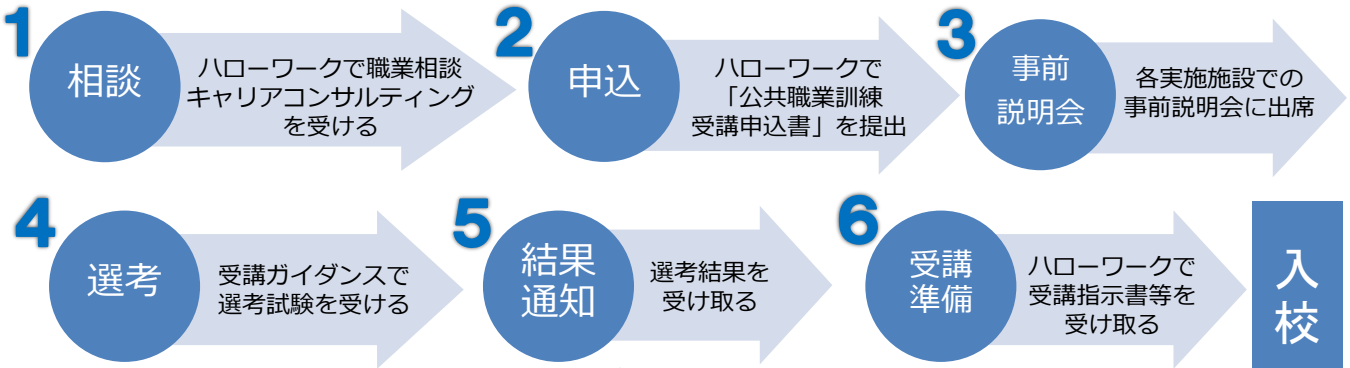 1
相談
ハローワークで職業相談
キャリアコンサルティング
を受ける
2
申込
ハローワークで
「公共職業訓練
受講申込書」を提出
3
事前
説明会
各実施施設での
事前説明会に出席
4
選考
受講ガイダンスで
選考試験を受ける
5
結果
通知
選考結果を
受け取る
6
受講
準備
ハローワークで
受講指示書等を
受け取る
入
校